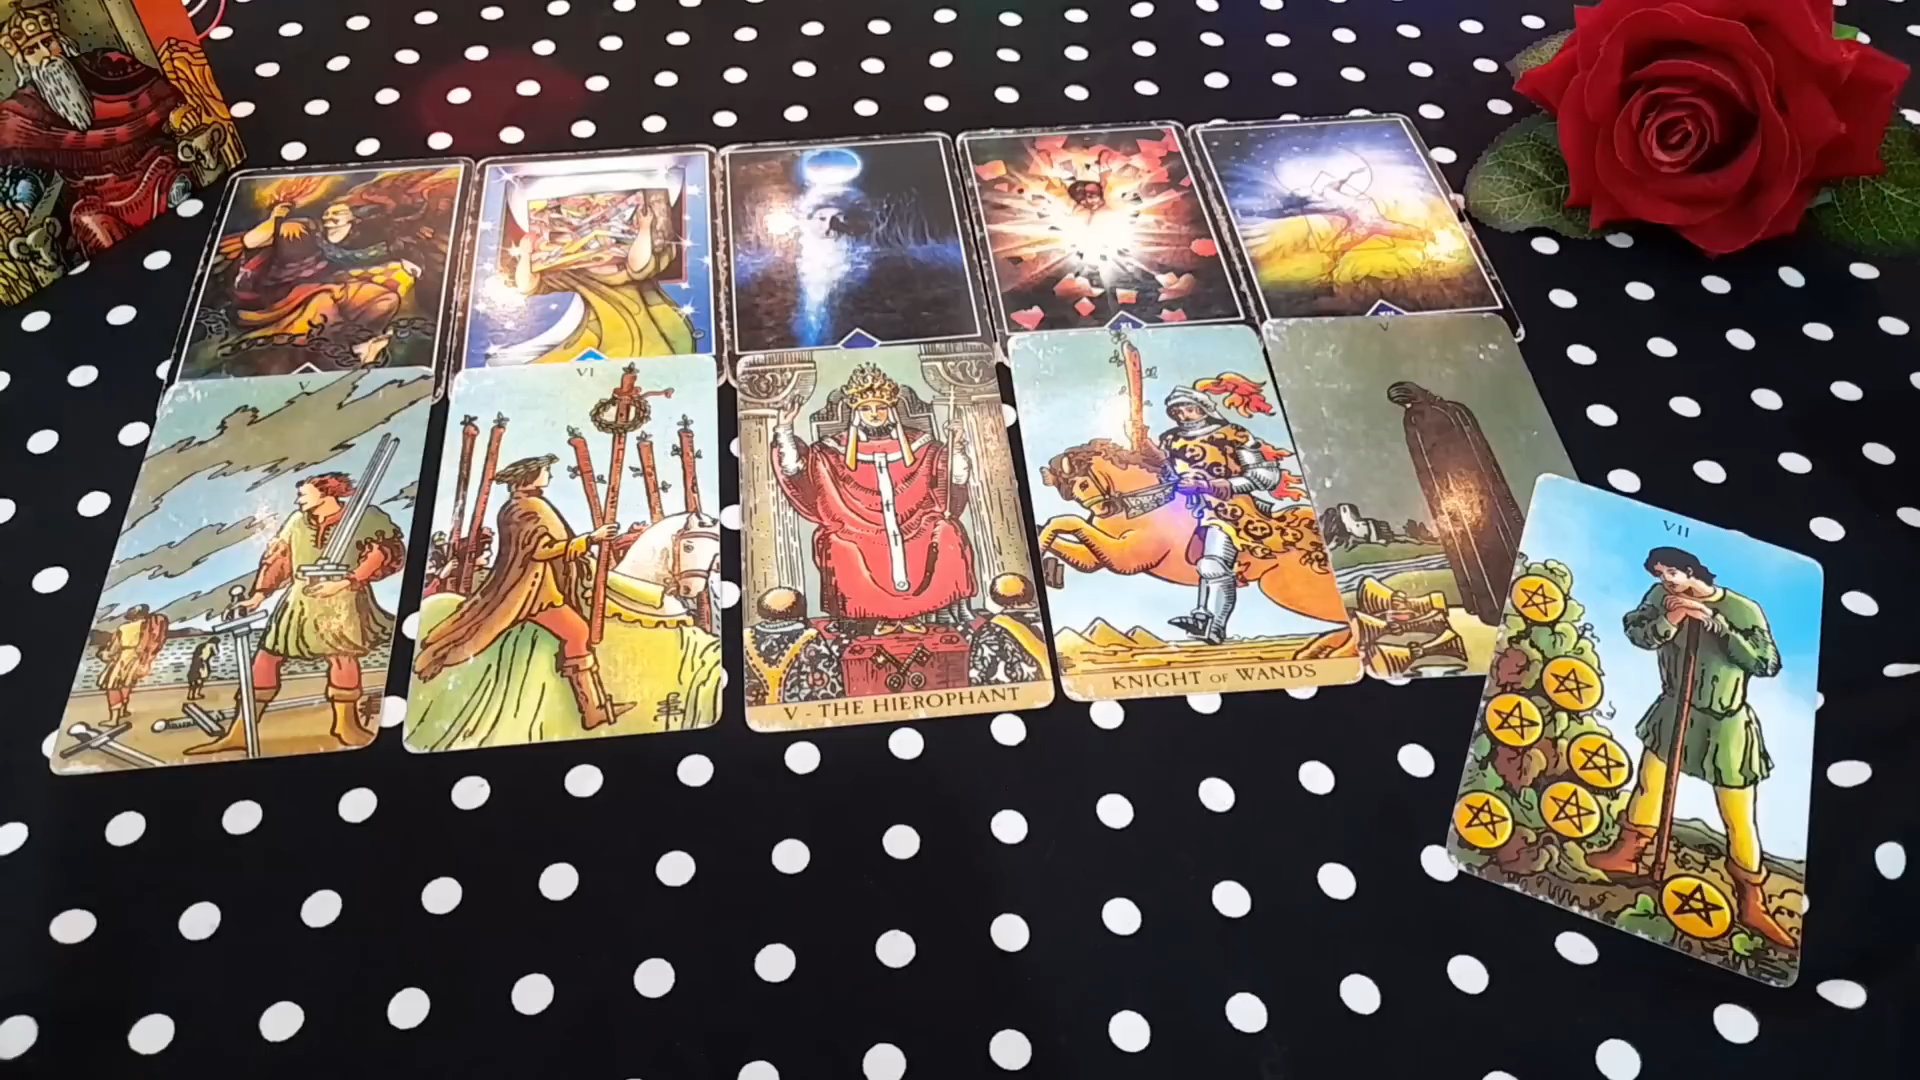 V
VI
V - THE HIEROPHANT
KNIGHT OF WANDS
V
VII